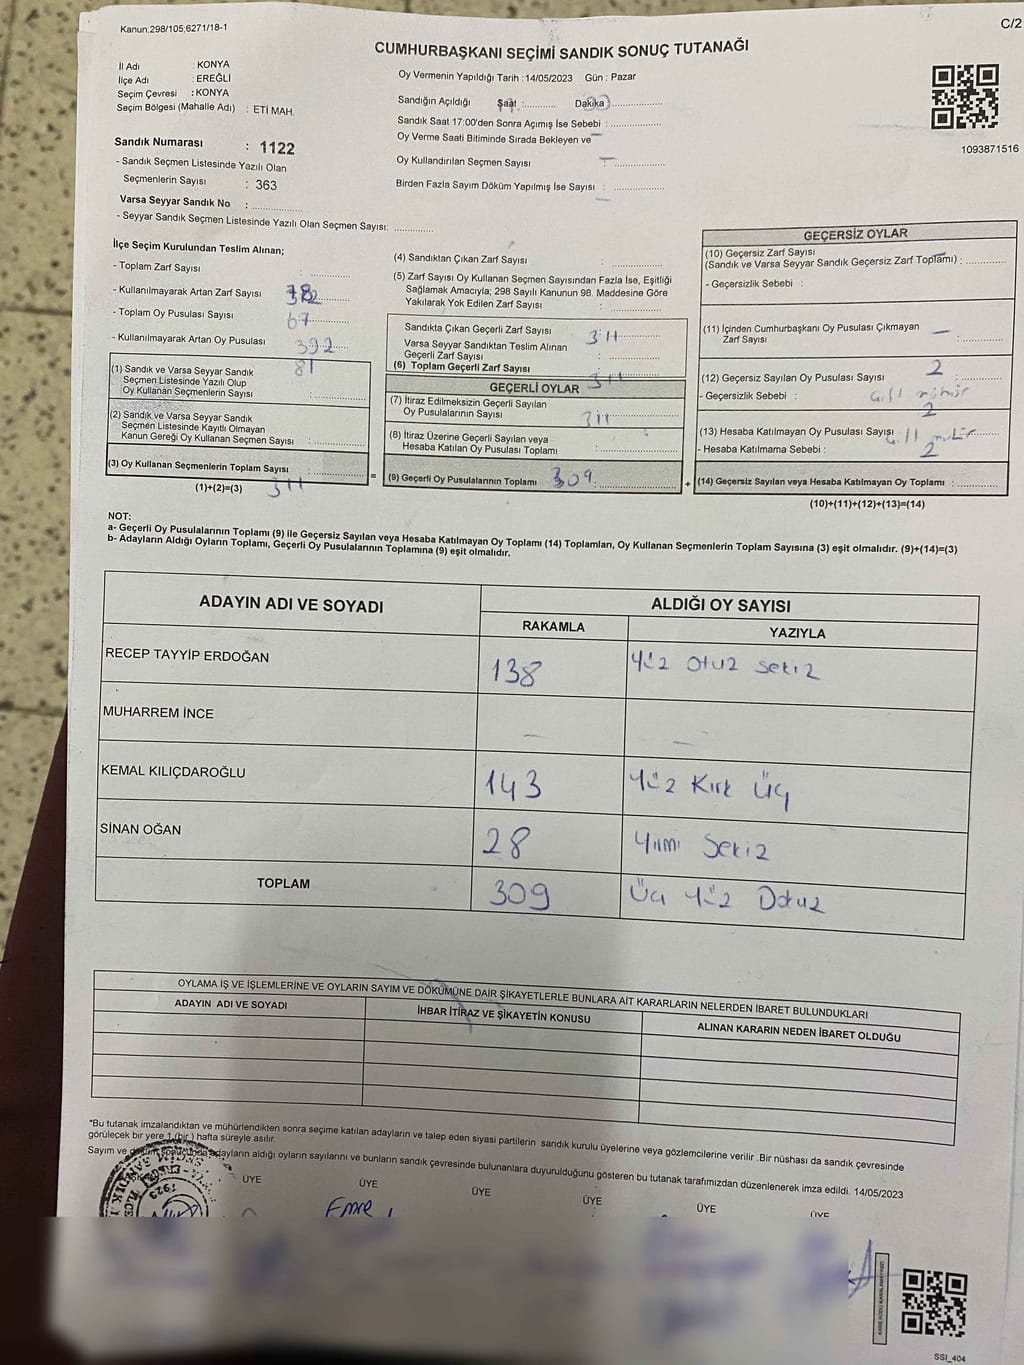 Kanun:298/105,6271/18-1
C/2
CUMHURBAŞKANI SEÇİMİ SANDIK SONUÇ TUTANAĞI
İl Adı : KONYA
İlçe Adı : EREĞLİ
Seçim Çevresi : KONYA
Seçim Bölgesi (Mahalle Adı) : ETİ MAH.
Oy Vermenin Yapıldığı Tarih :14/05/2023 Gün : Pazar
Sandığın Açıldığı Saat :........... Dakika ...............
Sandık Saat 17:00'den Sonra Açımış İse Sebebi : ...............
Oy Verme Saati Bitiminde Sırada Bekleyen ve
Oy Kullandırılan Seçmen Sayısı ...............
Birden Fazla Sayım Döküm Yapılmış İse Sayısı : ...............
1093871516
Sandık Numarası : 1122
- Sandık Seçmen Listesinde Yazılı Olan
Seçmenlerin Sayısı : 363
Varsa Seyyar Sandık No : ...............
- Seyyar Sandık Seçmen Listesinde Yazılı Olan Seçmen Sayısı: ............
İlçe Seçim Kurulundan Teslim Alınan;
- Toplam Zarf Sayısı : ...............
- Kullanılmayarak Artan Zarf Sayısı
- Toplam Oy Pusulası Sayısı 67
- Kullanılmayarak Artan Oy Pusulası 392
81
(1) Sandık ve Varsa Seyyar Sandık
Seçmen Listesinde Yazılı Olup
Oy Kullanan Seçmenlerin Sayısı : ...............
(2) Sandık ve Varsa Seyyar Sandık
Seçmen Listesinde Kayıtlı Olmayan
Kanun Gereği Oy Kullanan Seçmen Sayısı : ...............
(3) Oy Kullanan Seçmenlerin Toplam Sayısı : ...............
(1)+(2)=(3) 311
(4) Sandıktan Çıkan Zarf Sayısı : ...............
(5) Zarf Sayısı Oy Kullanan Seçmen Sayısından Fazla İse, Eşitliği
Sağlamak Amacıyla; 298 Sayılı Kanunun 98. Maddesine Göre
Yakılarak Yok Edilen Zarf Sayısı : ...............
Sandıkta Çıkan Geçerli Zarf Sayısı 311
Varsa Seyyar Sandıktan Teslim Alınan
Geçerli Zarf Sayısı : ...............
(6) Toplam Geçerli Zarf Sayısı : 311
GEÇERLİ OYLAR
(7) İtiraz Edilmeksizin Geçerli Sayılan
Oy Pusulalarının Sayısı 311
(8) İtiraz Üzerine Geçerli Sayılan veya
Hesaba Katılan Oy Pusulası Toplamı : ...............
= (9) Geçerli Oy Pusulalarının Toplamı 309
GEÇERSİZ OYLAR
(10) Geçersiz Zarf Sayısı
(Sandık ve Varsa Seyyar Sandık Geçersiz Zarf Toplamı) : ............
- Geçersizlik Sebebi :
(11) İçinden Cumhurbaşkanı Oy Pusulası Çıkmayan
Zarf Sayısı : ............
(12) Geçersiz Sayılan Oy Pusulası Sayısı 2
- Geçersizlik Sebebi :
2
(13) Hesaba Katılmayan Oy Pusulası Sayısı
- Hesaba Katılmama Sebebi : 2
+ (14) Geçersiz Sayılan veya Hesaba Katılmayan Oy Toplamı : ............
(10)+(11)+(12)+(13)=(14)
NOT:
a- Geçerli Oy Pusulalarının Toplamı (9) ile Geçersiz Sayılan veya Hesaba Katılmayan Oy Toplamı (14) Toplamları, Oy Kullanan Seçmenlerin Toplam Sayısına (3) eşit olmalıdır. (9)+(14)=(3)
b- Adayların Aldığı Oyların Toplamı, Geçerli Oy Pusulalarının Toplamına (9) eşit olmalıdır.
ADAYIN ADI VE SOYADI
ALDIĞI OY SAYISI
RAKAMLA YAZIYLA
RECEP TAYYİP ERDOĞAN 138 Yüz Otuz Sekiz
MUHARREM İNCE — —
KEMAL KILIÇDAROĞLU 143 Yüz Kırk Üç
SİNAN OĞAN 28 Yirmi Sekiz
TOPLAM 309 Üç Yüz Dokuz
OYLAMA İŞ VE İŞLEMLERİNE VE OYLARIN SAYIM VE DÖKÜMÜNE DAİR ŞİKAYETLERLE BUNLARA AİT KARARLARIN NELERDEN İBARET BULUNDUKLARI
ADAYIN ADI VE SOYADI İHBAR İTİRAZ VE ŞİKAYETİN KONUSU ALINAN KARARIN NEDEN İBARET OLDUĞU
*Bu tutanak imzalandıktan ve mühürlendikten sonra seçime katılan adayların ve talep eden siyasi partilerin sandık kurulu üyelerine veya gözlemcilerine verilir .Bir nüshası da sandık çevresinde
görülecek bir yere 1 (bir ) hafta süreyle asılır.
Sayım ve döküm sonucunda adayların aldığı oyların sayılarını ve bunların sandık çevresinde bulunanlara duyurulduğunu gösteren bu tutanak tarafımızdan düzenlenerek imza edildi. 14/05/2023
ÜYE ÜYE ÜYE ÜYE ÜYE ÜYE
Emre
1923
SSI_404